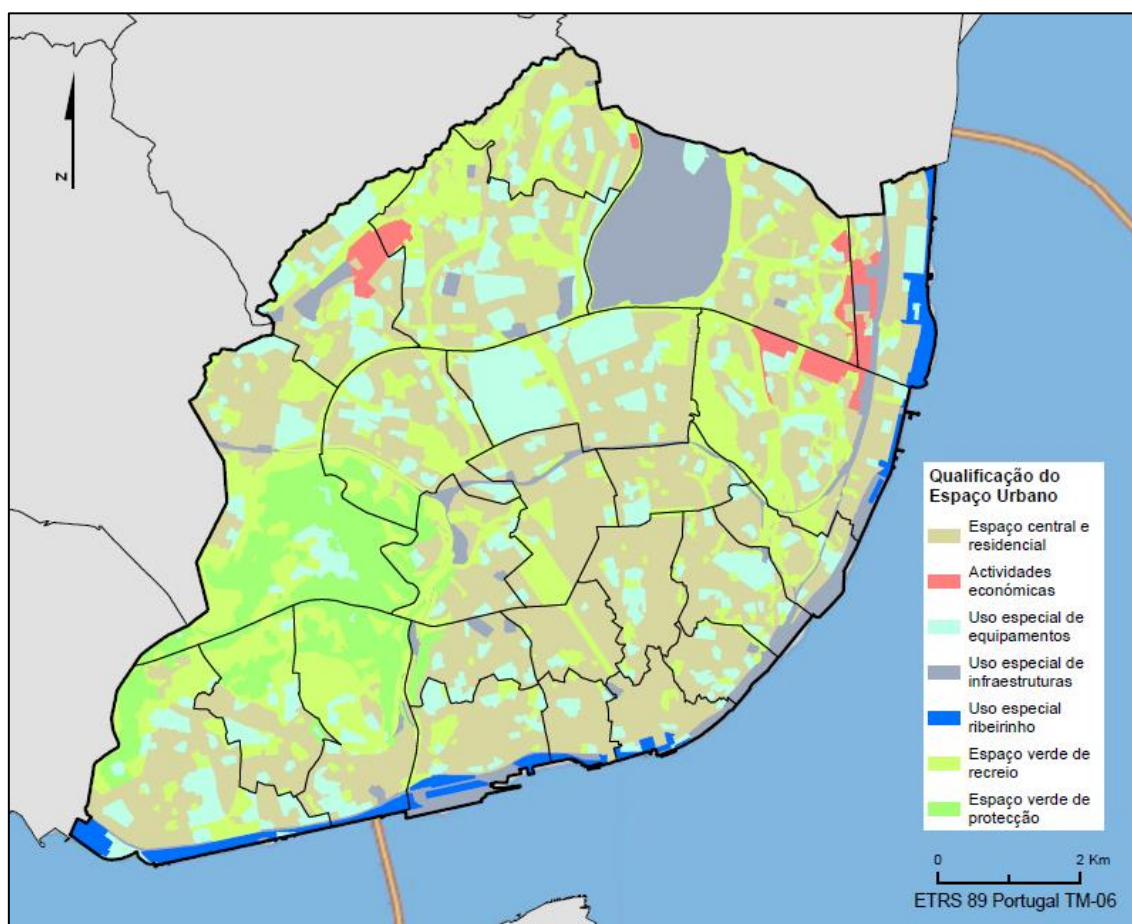 N
Qualificação do
Espaço Urbano
Espaço central e
residencial
Actividades
económicas
Uso especial de
equipamentos
Uso especial de
infraestruturas
Uso especial
ribeirinho
Espaço verde de
recreio
Espaço verde de
protecção
0 2 Km
ETRS 89 Portugal TM-06